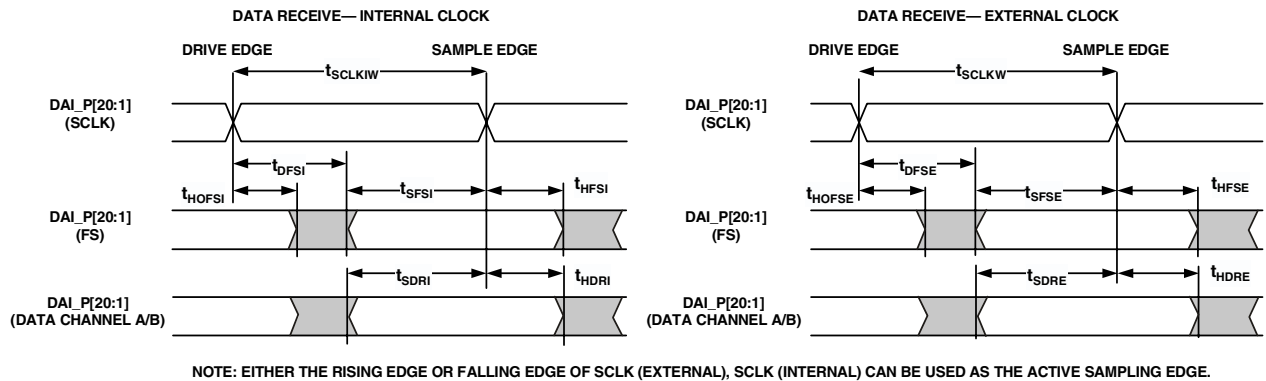 DATA RECEIVE— INTERNAL CLOCK
DRIVE EDGE
SAMPLE EDGE
tSCLKIW
DAI_P[20:1]
(SCLK)
tDFSI
tHOFSI
tSFSI
tHFSI
DAI_P[20:1]
(FS)
tSDRI
tHDRI
DAI_P[20:1]
(DATA CHANNEL A/B)
DATA RECEIVE— EXTERNAL CLOCK
DRIVE EDGE
SAMPLE EDGE
tSCLKW
DAI_P[20:1]
(SCLK)
tDFSE
tHOFSE
tSFSE
tHFSE
DAI_P[20:1]
(FS)
tSDRE
tHDRE
DAI_P[20:1]
(DATA CHANNEL A/B)
NOTE: EITHER THE RISING EDGE OR FALLING EDGE OF SCLK (EXTERNAL), SCLK (INTERNAL) CAN BE USED AS THE ACTIVE SAMPLING EDGE.